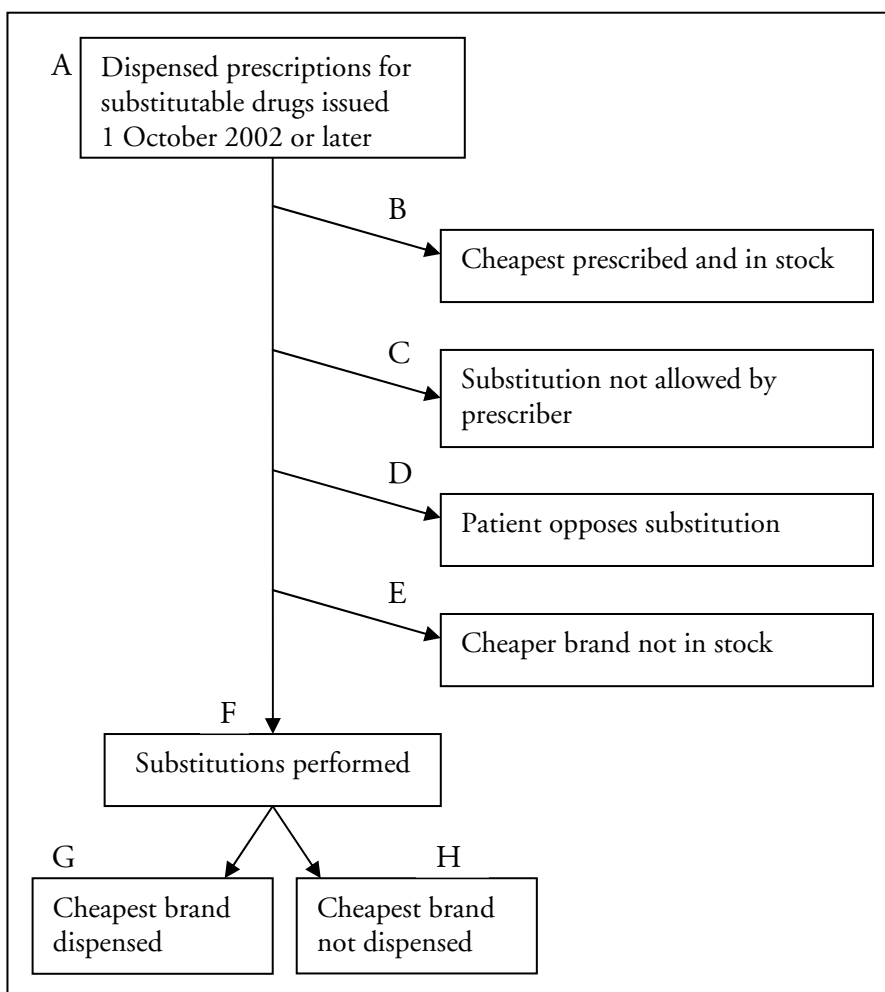 A
Dispensed prescriptions for
substitutable drugs issued
1 October 2002 or later
B
Cheapest prescribed and in stock
C
Substitution not allowed by
prescriber
D
Patient opposes substitution
E
Cheaper brand not in stock
F
Substitutions performed
G
Cheapest brand
dispensed
H
Cheapest brand
not dispensed